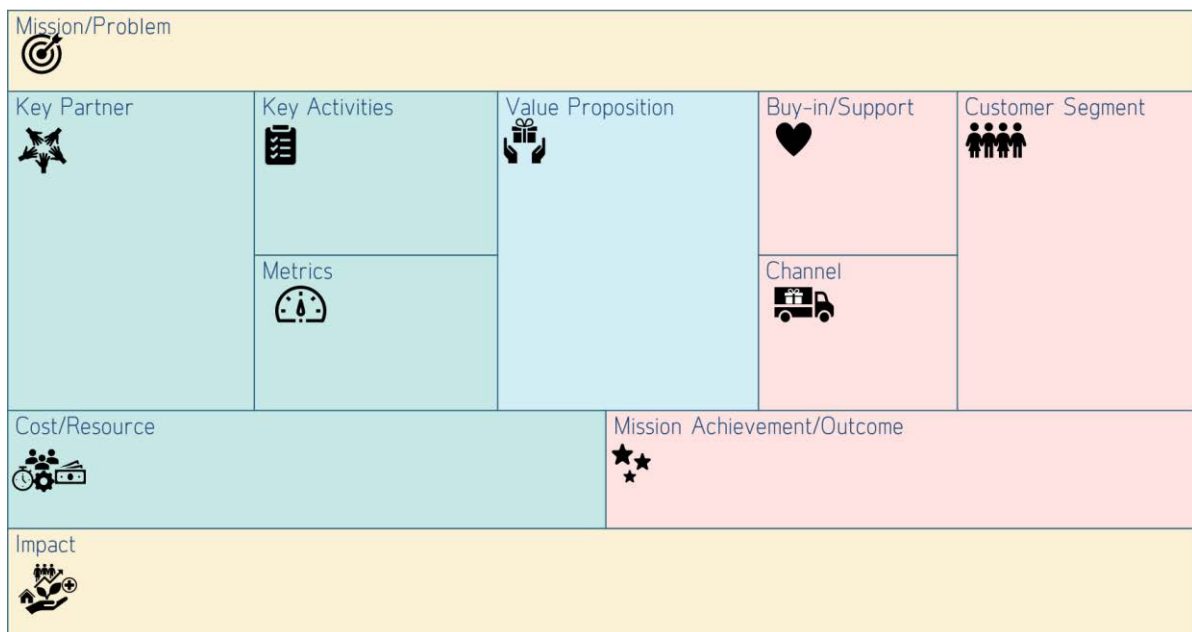 Mission/Problem
Key Partner
Key Activities
Value Proposition
Buy-in/Support
Customer Segment
Metrics
Channel
Cost/Resource
Mission Achievement/Outcome
Impact